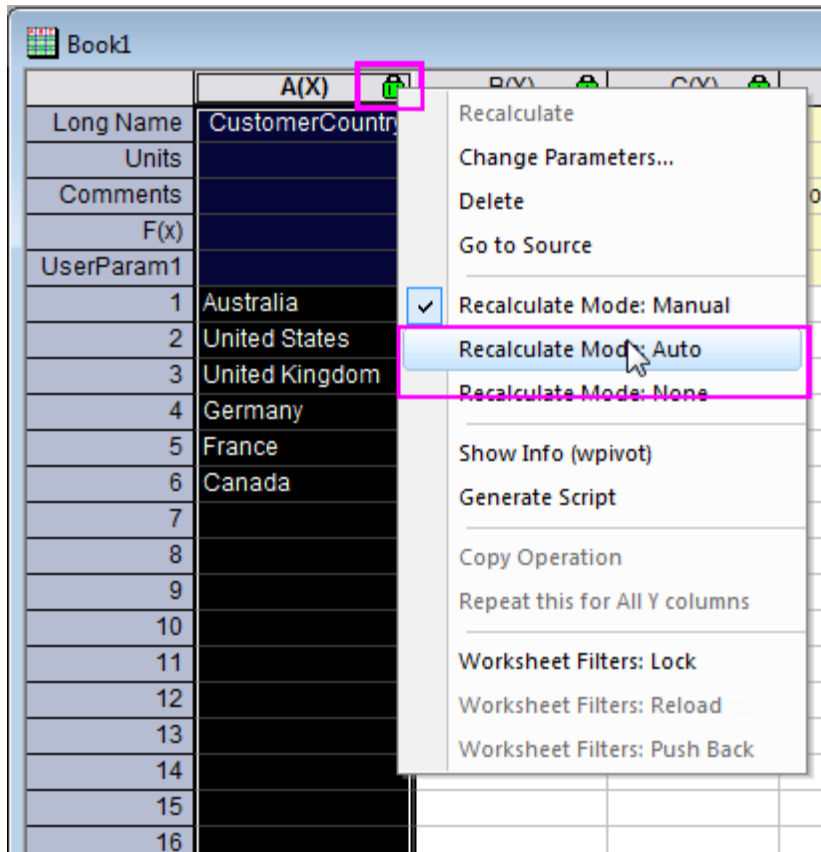 Book1
A(X)
Long Name CustomerCountry
Units
Comments
F(x)
UserParam1
1 Australia
2 United States
3 United Kingdom
4 Germany
5 France
6 Canada
7
8
9
10
11
12
13
14
15
16
Recalculate
Change Parameters...
Delete
Go to Source
Recalculate Mode: Manual
Recalculate Mode: Auto
Recalculate Mode: None
Show Info (wpivot)
Generate Script
Copy Operation
Repeat this for All Y columns
Worksheet Filters: Lock
Worksheet Filters: Reload
Worksheet Filters: Push Back